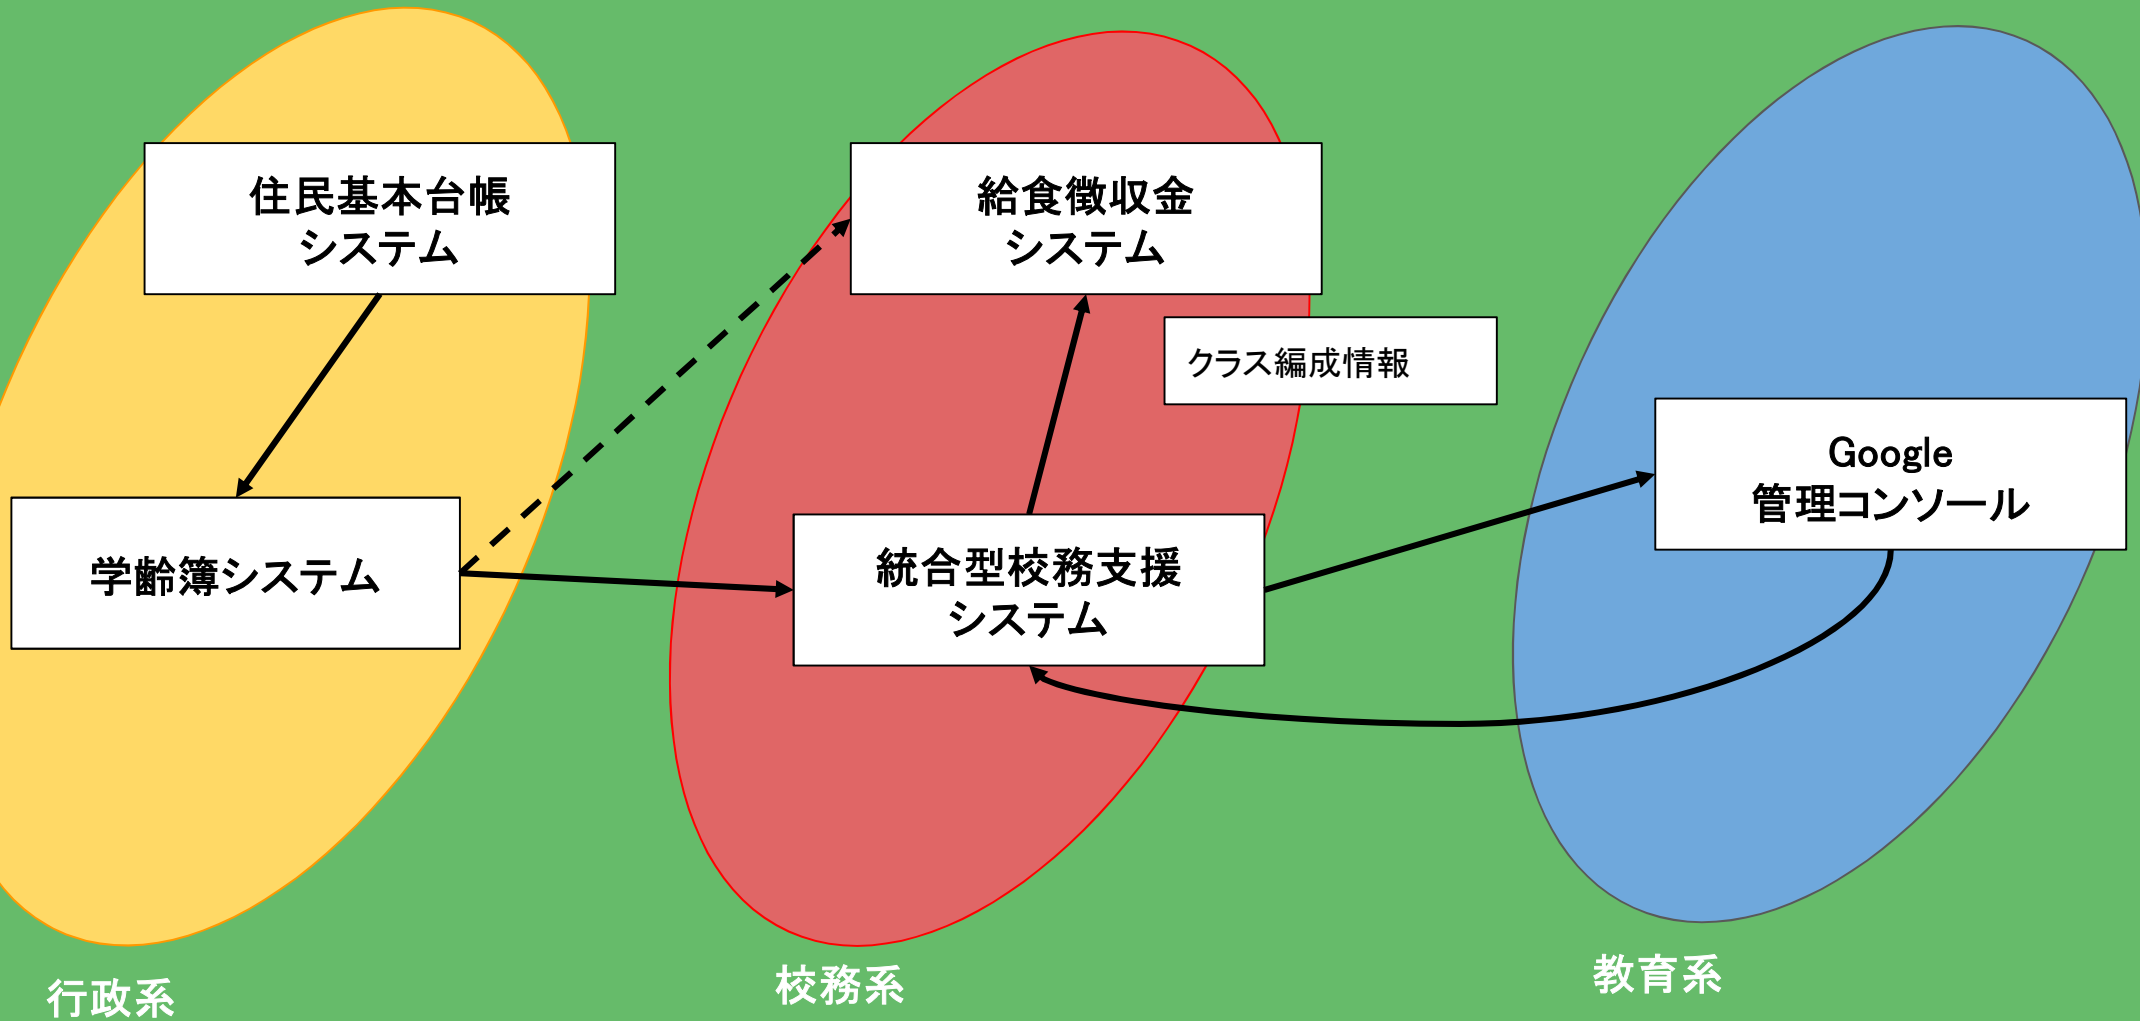 住民基本台帳
システム
給食徴収金
システム
クラス編成情報
Google
管理コンソール
学齢簿システム
統合型校務支援
システム
行政系
校務系
教育系